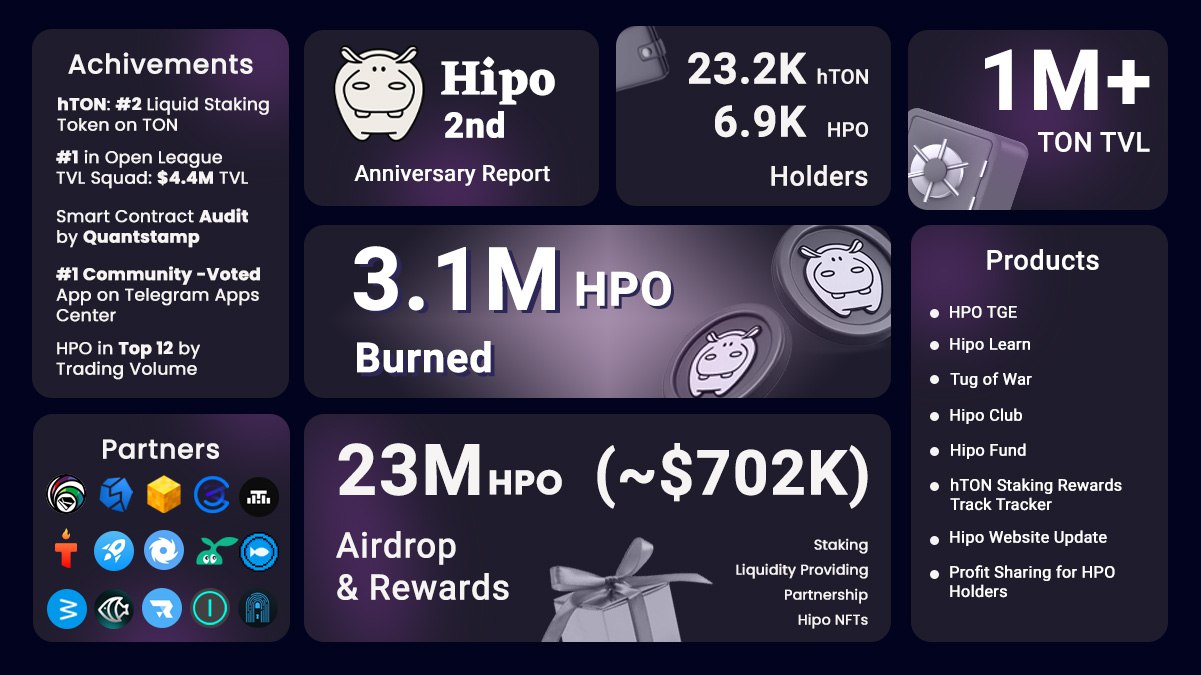 Achivements
hTON: #2 Liquid Staking
Token on TON
#1 in Open League
TVL Squad: $4.4M TVL
Smart Contract Audit
by Quantstamp
#1 Community -Voted
App on Telegram Apps
Center
HPO in Top 12 by
Trading Volume
Hipo
2nd
Anniversary Report
23.2K hTON
6.9K HPO
Holders
1M+
TON TVL
3.1M HPO
Burned
Products
HPO TGE
Hipo Learn
Tug of War
Hipo Club
Hipo Fund
hTON Staking Rewards
Track Tracker
Hipo Website Update
Profit Sharing for HPO
Holders
Partners
23M HPO (~$702K)
Airdrop
& Rewards
Staking
Liquidity Providing
Partnership
Hipo NFTs